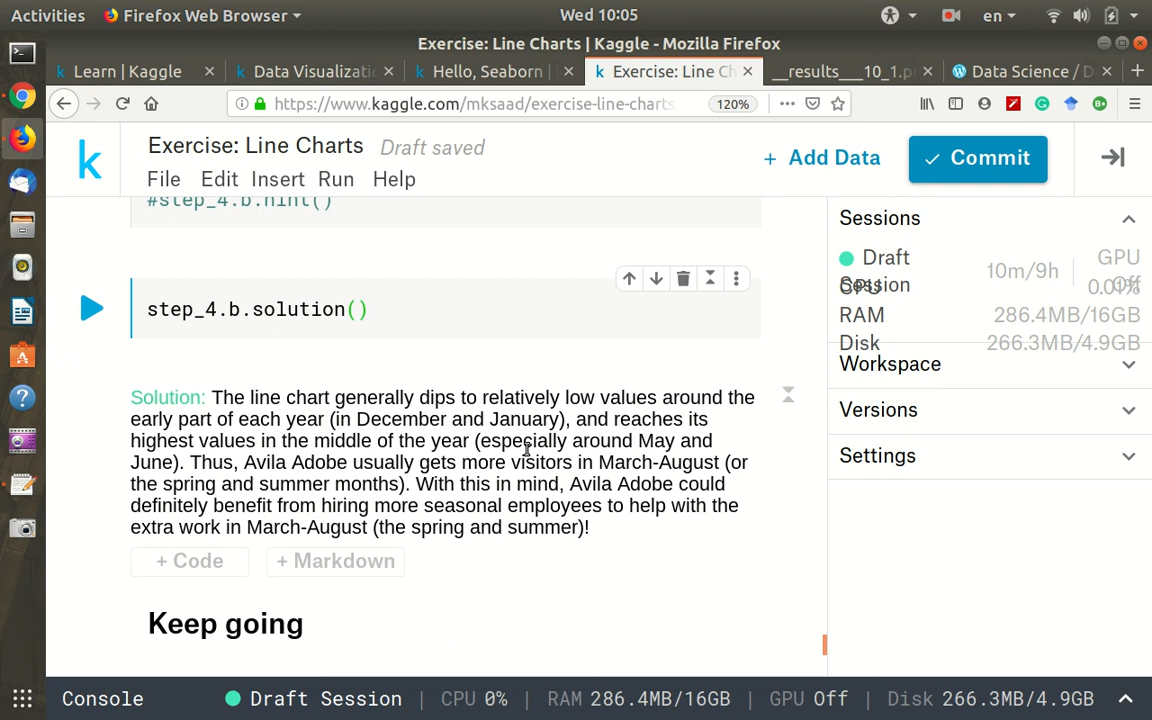 Activities Firefox Web Browser Wed 10:05 en
Exercise: Line Charts | Kaggle - Mozilla Firefox
k Learn | Kaggle × k Data Visualizati × k Hello, Seaborn | × k Exercise: Line Ch × __results___10_1.p × Data Science / D × +
https://www.kaggle.com/mksaad/exercise-line-charts 120%
k Exercise: Line Charts Draft saved
+ Add Data ✓ Commit
File Edit Insert Run Help
#step_4.b.hint()
step_4.b.solution()
Solution: The line chart generally dips to relatively low values around the
early part of each year (in December and January), and reaches its
highest values in the middle of the year (especially around May and
June). Thus, Avila Adobe usually gets more visitors in March-August (or
the spring and summer months). With this in mind, Avila Adobe could
definitely benefit from hiring more seasonal employees to help with the
extra work in March-August (the spring and summer)!
+ Code + Markdown
Keep going
Sessions
Draft Session 10m/9h GPU Off
CPU 0.01%
RAM 286.4MB/16GB
Disk 266.3MB/4.9GB
Workspace
Versions
Settings
Console Draft Session | CPU 0% | RAM 286.4MB/16GB | GPU Off | Disk 266.3MB/4.9GB